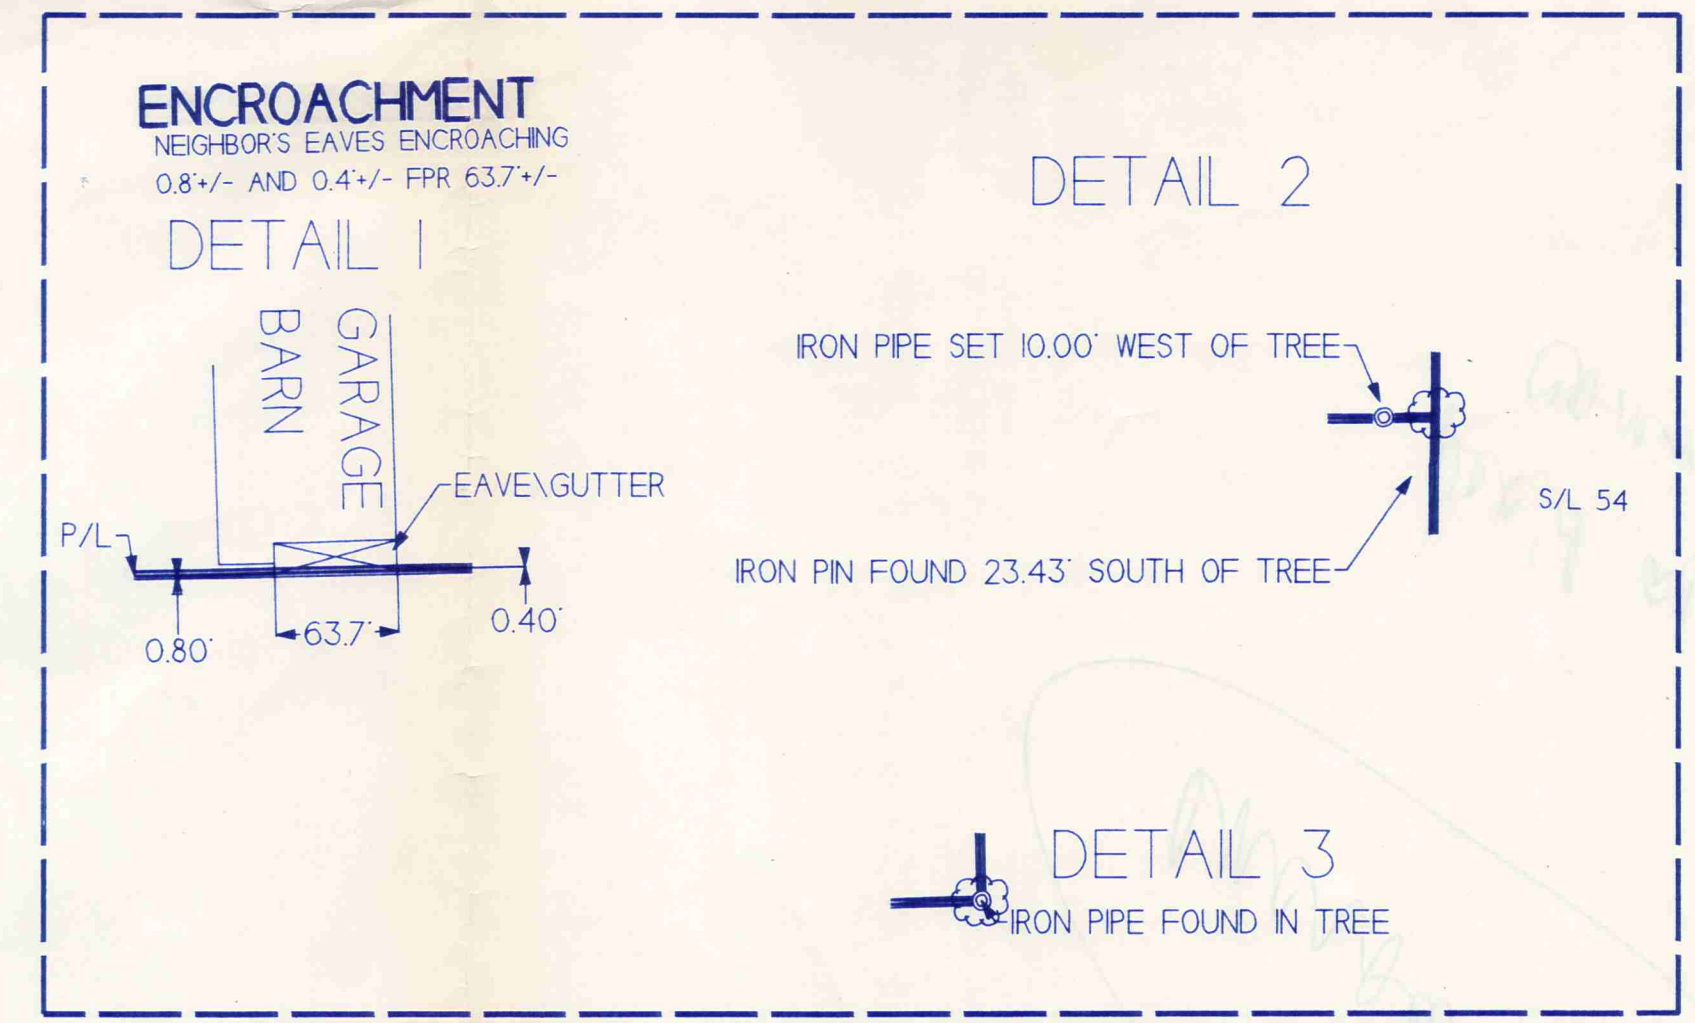 ENCROACHMENT
NEIGHBOR'S EAVES ENCROACHING
0.8'+/- AND 0.4'+/- FPR 63.7'+/-
DETAIL 1
BARN
GARAGE
EAVE\GUTTER
P/L
63.7'
0.80'
0.40'
DETAIL 2
IRON PIPE SET 10.00' WEST OF TREE
S/L 54
IRON PIN FOUND 23.43' SOUTH OF TREE
DETAIL 3
IRON PIPE FOUND IN TREE